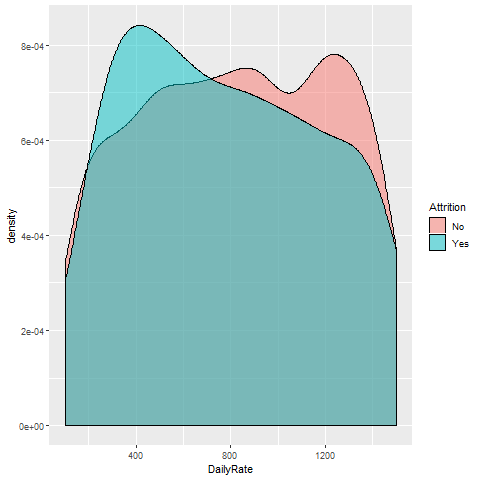 density
8e-04
6e-04
4e-04
2e-04
0e+00
400
800
1200
DailyRate
Attrition
No
Yes